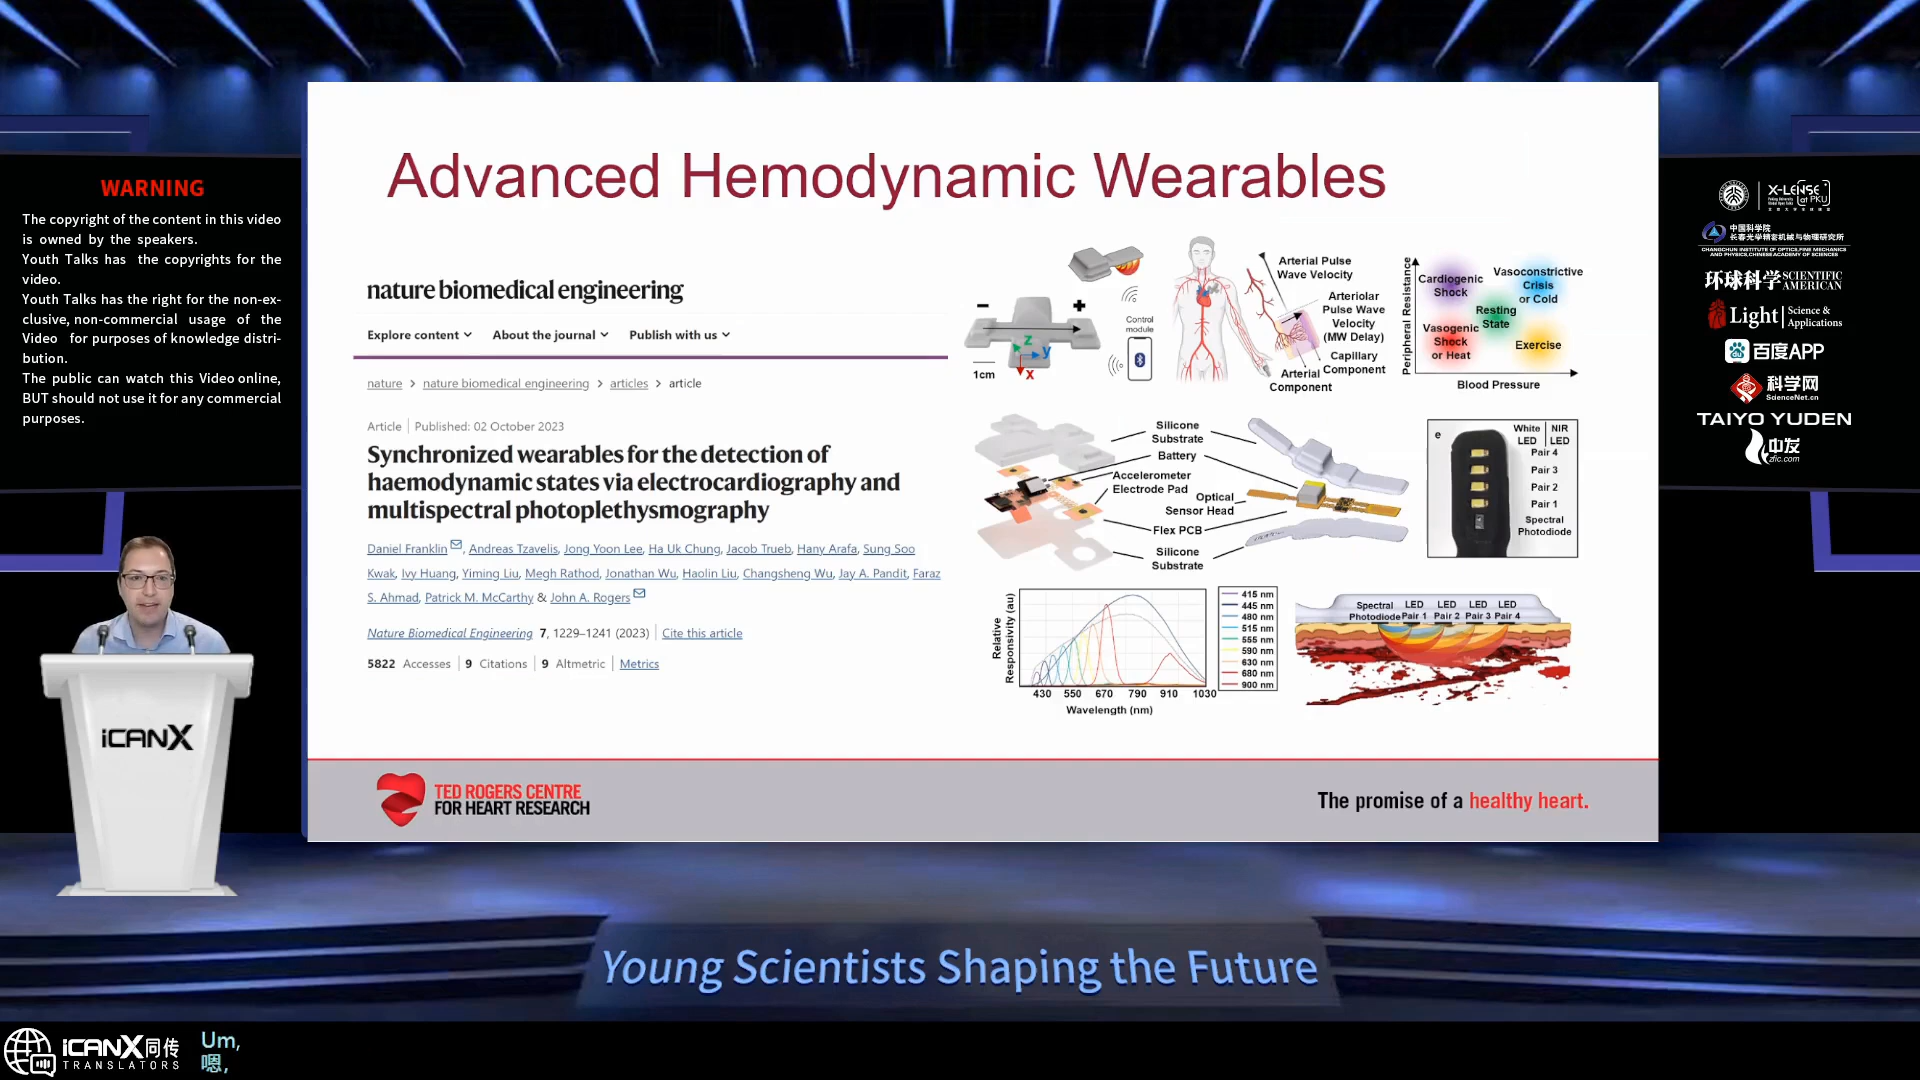 WARNING
The copyright of the content in this video
is owned by the speakers.
Youth Talks has the copyrights for the
video.
Youth Talks has the right for the non-ex-
clusive, non-commercial usage of the
Video for purposes of knowledge distri-
bution.
The public can watch this Video online,
BUT should not use it for any commercial
purposes.
iCANX
Advanced Hemodynamic Wearables
nature biomedical engineering
Explore content
About the journal
Publish with us
nature > nature biomedical engineering > articles > article
Article | Published: 02 October 2023
Synchronized wearables for the detection of
haemodynamic states via electrocardiography and
multispectral photoplethysmography
Daniel Franklin, Andreas Tzavelis, Jong Yoon Lee, Ha Uk Chung, Jacob Trueb, Hany Arafa, Sung Soo
Kwak, Ivy Huang, Yiming Liu, Megh Rathod, Jonathan Wu, Haolin Liu, Changsheng Wu, Jay A. Pandit, Faraz
S. Ahmad, Patrick M. McCarthy & John A. Rogers
Nature Biomedical Engineering 7, 1229–1241 (2023) | Cite this article
5822 Accesses | 9 Citations | 9 Altmetric | Metrics
− +
z
y
x
1cm
Control
module
Arterial Pulse
Wave Velocity
Arteriolar
Pulse Wave
Velocity
(MW Delay)
Capillary
Component
Arterial
Component
Peripheral Resistance
Cardiogenic
Shock
Vasoconstrictive
Crisis
or Cold
Resting
State
Vasogenic
Shock
or Heat
Exercise
Blood Pressure
Silicone
Substrate
Battery
Accelerometer
Electrode Pad
Optical
Sensor Head
Flex PCB
Silicone
Substrate
e
White LED | NIR LED
Pair 4
Pair 3
Pair 2
Pair 1
Spectral
Photodiode
Relative
Responsivity (au)
430 550 670 790 910 1030
Wavelength (nm)
415 nm
445 nm
480 nm
515 nm
555 nm
590 nm
630 nm
680 nm
900 nm
Spectral
Photodiode
LED
Pair 1
LED
Pair 2
LED
Pair 3
LED
Pair 4
TED ROGERS CENTRE
FOR HEART RESEARCH
The promise of a healthy heart.
X-LENSE
at PKU
中国科学院
长春光学精密机械与物理研究所
CHANGCHUN INSTITUTE OF OPTICS,FINE MECHANICS
AND PHYSICS,CHINESE ACADEMY OF SCIENCES
环球科学 SCIENTIFIC AMERICAN
Light | Science & Applications
百度APP
科学网
ScienceNet.cn
TAIYO YUDEN
中发
zfic.com
Young Scientists Shaping the Future
iCANX同传
TRANSLATORS
Um,
嗯,